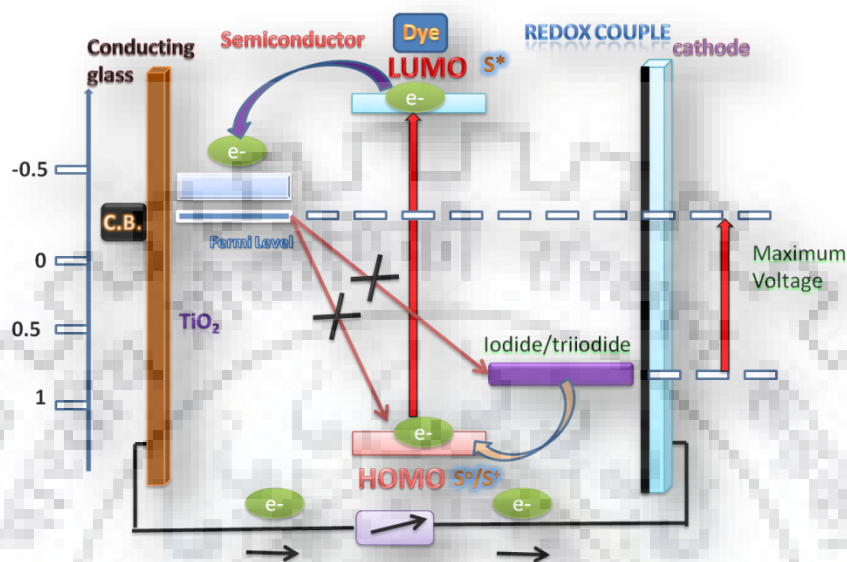 Conducting
glass
Semiconductor
Dye
LUMO S*
REDOX COUPLE
cathode
e-
e-
-0.5
C.B.
Fermi Level
0
Maximum
Voltage
TiO₂
0.5
Iodide/triiodide
1
e-
HOMO S°/S⁺
e-
e-